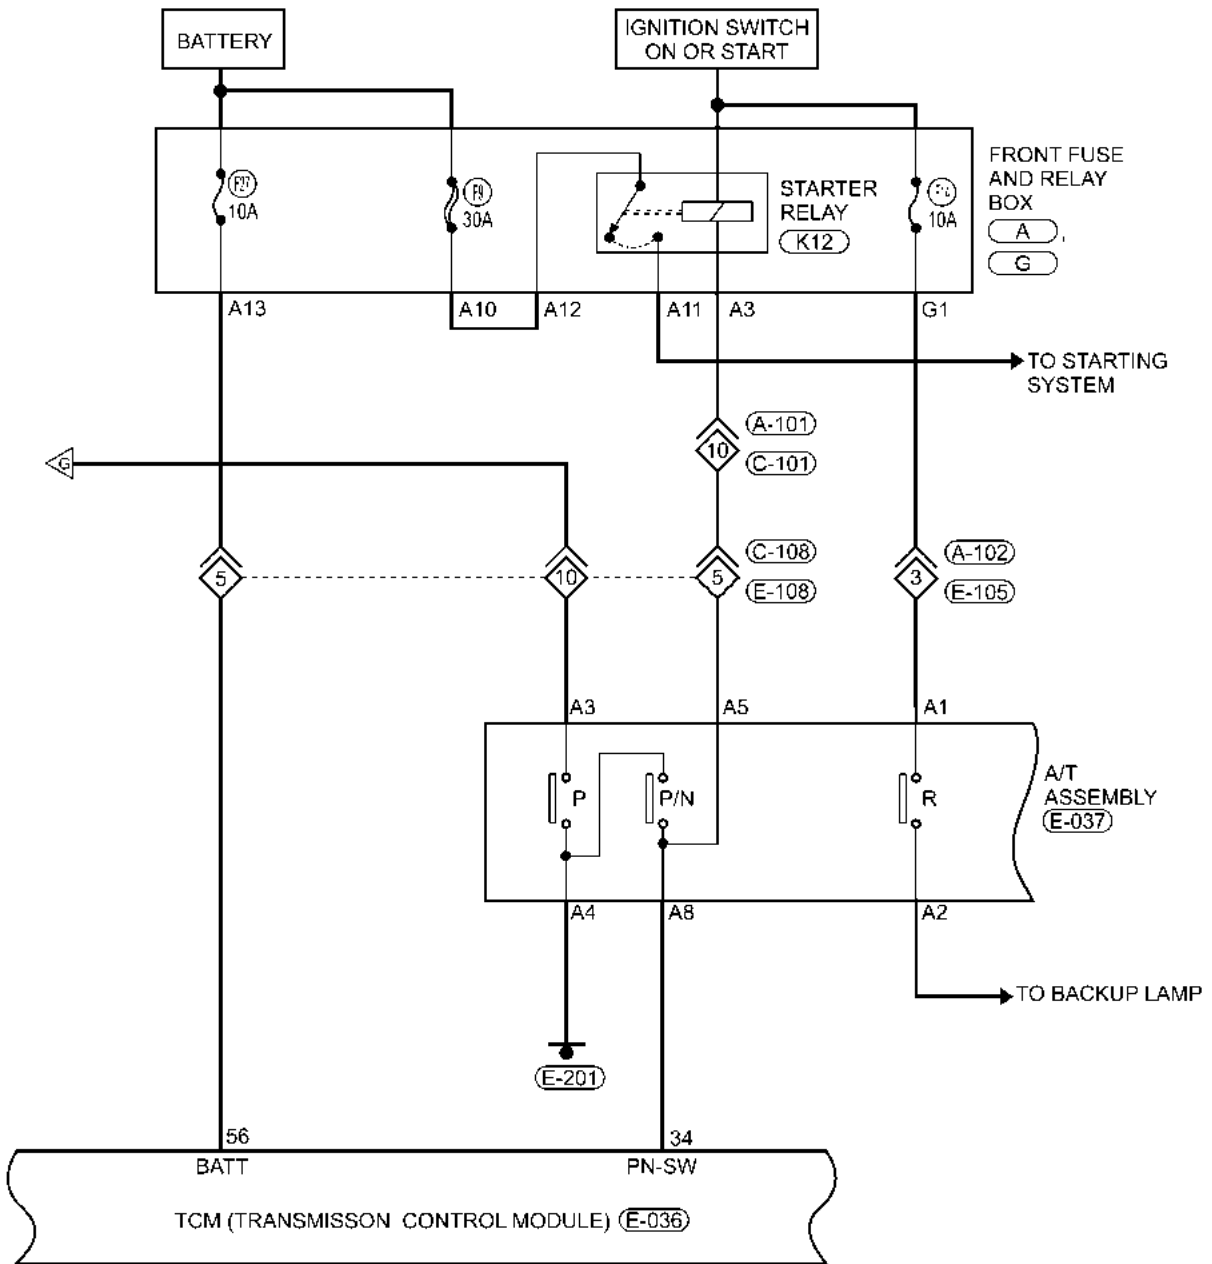 BATTERY
IGNITION SWITCH
ON OR START
F27
10A
F9
30A
STARTER
RELAY
K12
10A
FRONT FUSE
AND RELAY
BOX
A ,
G
A13
A10
A12
A11
A3
G1
TO STARTING
SYSTEM
A-101
10
C-101
G
5
10
5
C-108
E-108
3
A-102
E-105
A3
A5
A1
P
P/N
R
A/T
ASSEMBLY
E-037
A4
A8
A2
TO BACKUP LAMP
E-201
56
34
BATT
PN-SW
TCM (TRANSMISSON CONTROL MODULE) E-036